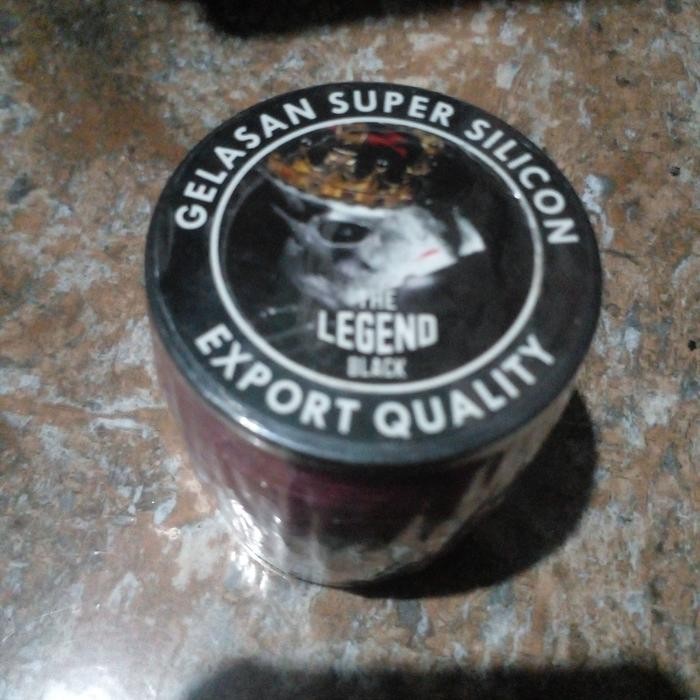 GELASAN SUPER SILICON
THE
LEGEND
BLACK
EXPORT QUALITY